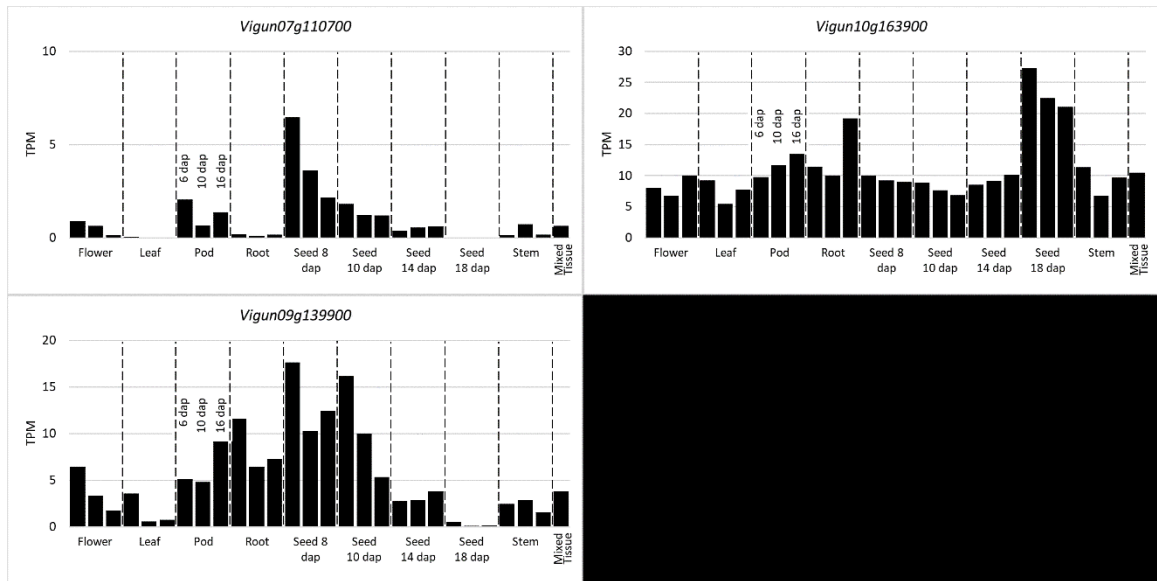 Vigun07g110700
10
5
0
TPM
6 dap
10 dap
16 dap
Flower Leaf Pod Root Seed 8 dap Seed 10 dap Seed 14 dap Seed 18 dap Stem Mixed Tissue
Vigun10g163900
30
25
20
15
10
5
0
TPM
6 dap
10 dap
16 dap
Flower Leaf Pod Root Seed 8 dap Seed 10 dap Seed 14 dap Seed 18 dap Stem Mixed Tissue
Vigun09g139900
20
15
10
5
0
TPM
6 dap
10 dap
16 dap
Flower Leaf Pod Root Seed 8 dap Seed 10 dap Seed 14 dap Seed 18 dap Stem Mixed Tissue